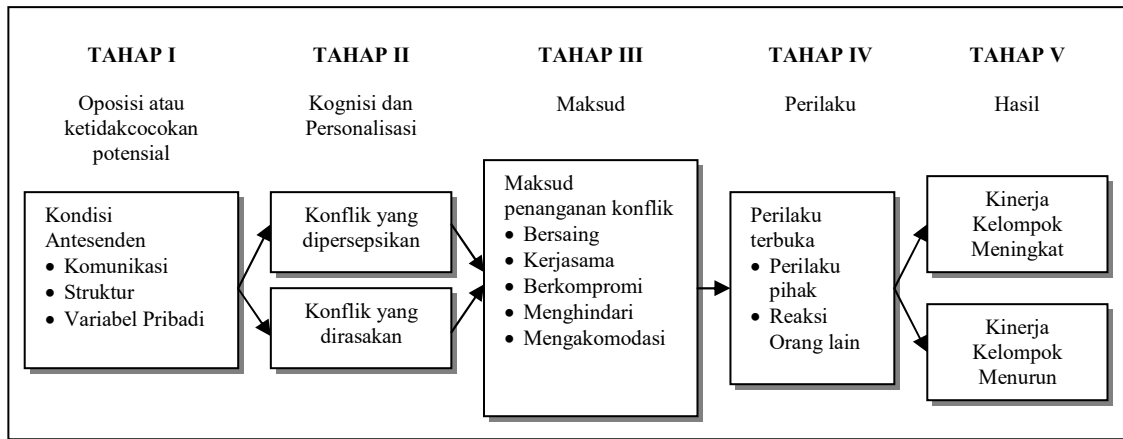 TAHAP I
Oposisi atau
ketidakcocokan
potensial
Kondisi
Antesenden
• Komunikasi
• Struktur
• Variabel Pribadi
TAHAP II
Kognisi dan
Personalisasi
Konflik yang
dipersepsikan
Konflik yang
dirasakan
TAHAP III
Maksud
Maksud
penanganan konflik
• Bersaing
• Kerjasama
• Berkompromi
• Menghindari
• Mengakomodasi
TAHAP IV
Perilaku
Perilaku
terbuka
• Perilaku
pihak
• Reaksi
Orang lain
TAHAP V
Hasil
Kinerja
Kelompok
Meningkat
Kinerja
Kelompok
Menurun